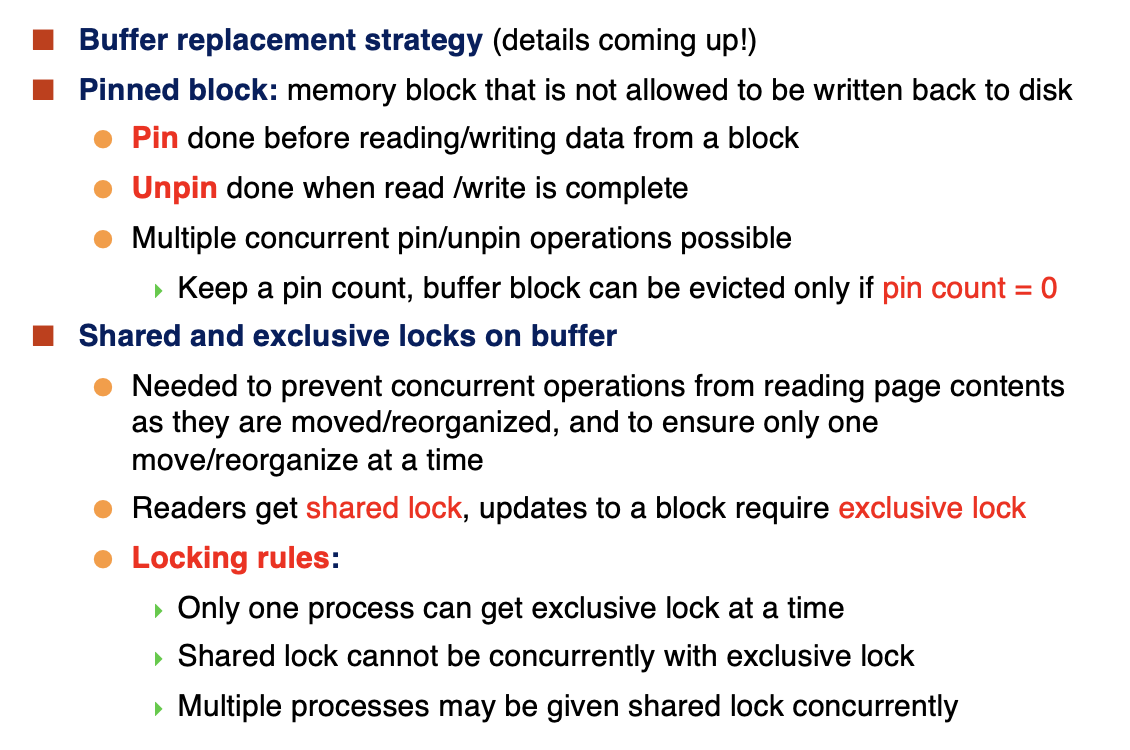 Buffer replacement strategy (details coming up!)
Pinned block: memory block that is not allowed to be written back to disk
Pin done before reading/writing data from a block
Unpin done when read /write is complete
Multiple concurrent pin/unpin operations possible
Keep a pin count, buffer block can be evicted only if pin count = 0
Shared and exclusive locks on buffer
Needed to prevent concurrent operations from reading page contents
as they are moved/reorganized, and to ensure only one
move/reorganize at a time
Readers get shared lock, updates to a block require exclusive lock
Locking rules:
Only one process can get exclusive lock at a time
Shared lock cannot be concurrently with exclusive lock
Multiple processes may be given shared lock concurrently